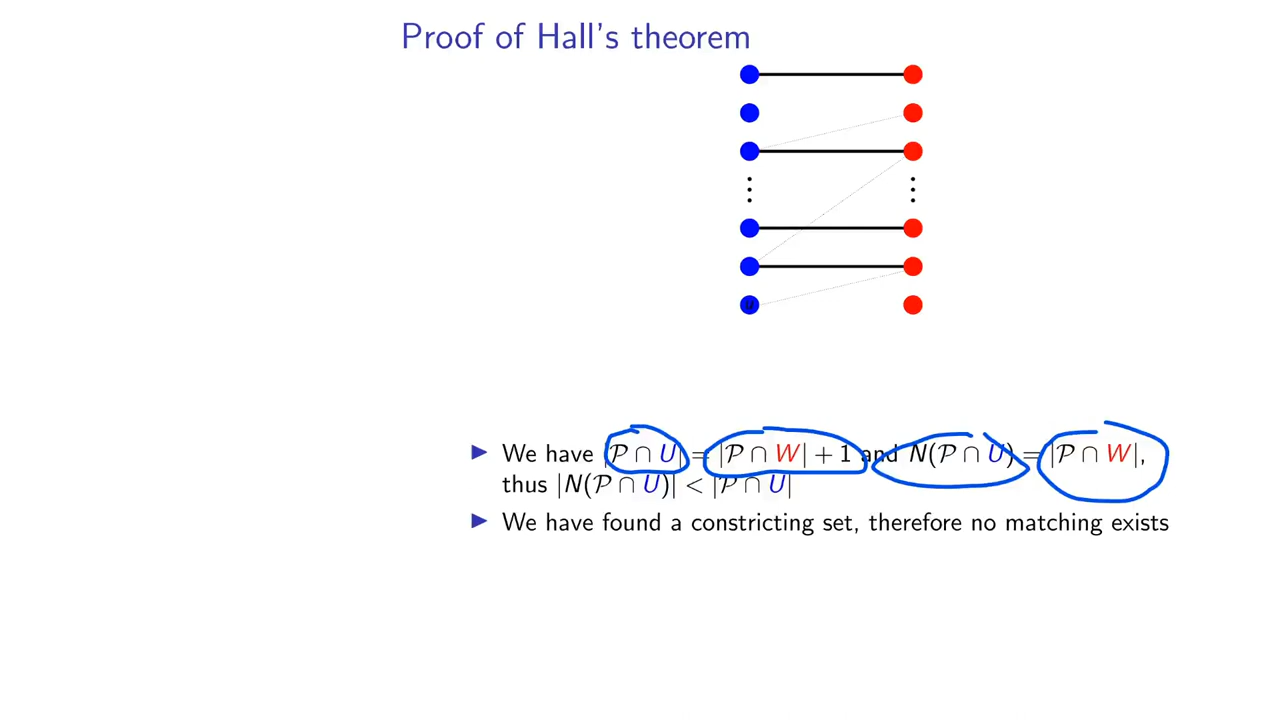 Proof of Hall's theorem
u
▶ We have |𝒫 ∩ U| = |𝒫 ∩ W| + 1 and N(𝒫 ∩ U) = |𝒫 ∩ W|,
thus |N(𝒫 ∩ U)| < |𝒫 ∩ U|
▶ We have found a constricting set, therefore no matching exists